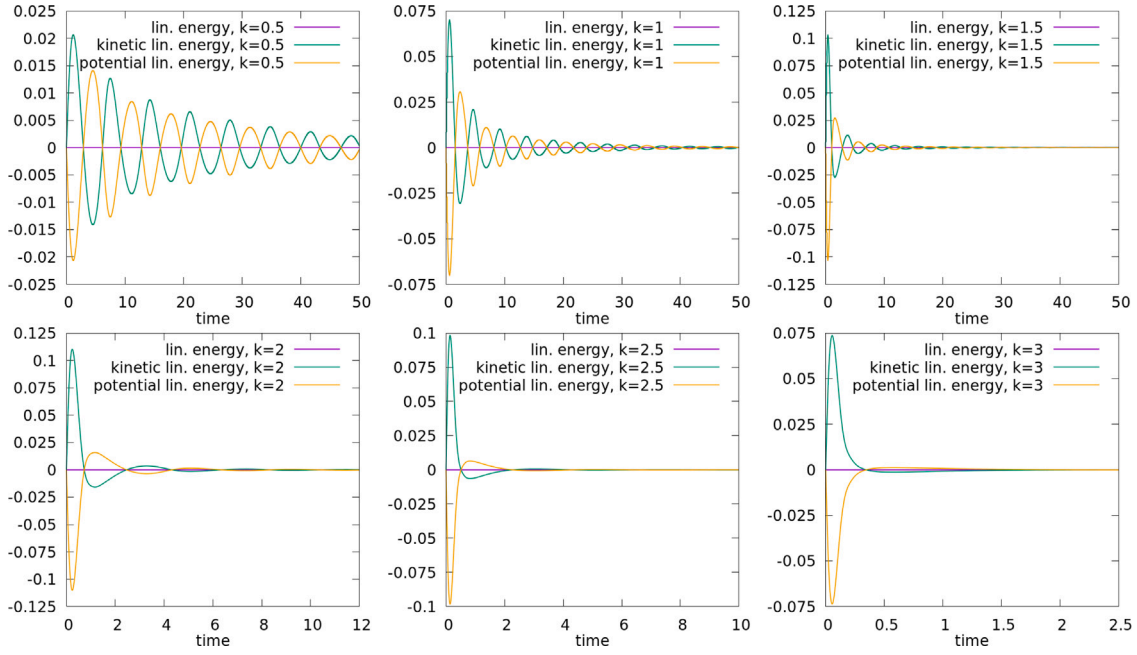 lin. energy, k=0.5
kinetic lin. energy, k=0.5
potential lin. energy, k=0.5
0.025
0.02
0.015
0.01
0.005
0
-0.005
-0.01
-0.015
-0.02
-0.025
0 10 20 30 40 50
time
lin. energy, k=1
kinetic lin. energy, k=1
potential lin. energy, k=1
0.075
0.05
0.025
0
-0.025
-0.05
-0.075
0 10 20 30 40 50
time
lin. energy, k=1.5
kinetic lin. energy, k=1.5
potential lin. energy, k=1.5
0.125
0.1
0.075
0.05
0.025
0
-0.025
-0.05
-0.075
-0.1
-0.125
0 10 20 30 40 50
time
lin. energy, k=2
kinetic lin. energy, k=2
potential lin. energy, k=2
0.125
0.1
0.075
0.05
0.025
0
-0.025
-0.05
-0.075
-0.1
-0.125
0 2 4 6 8 10 12
time
lin. energy, k=2.5
kinetic lin. energy, k=2.5
potential lin. energy, k=2.5
0.1
0.075
0.05
0.025
0
-0.025
-0.05
-0.075
-0.1
0 2 4 6 8 10
time
lin. energy, k=3
kinetic lin. energy, k=3
potential lin. energy, k=3
0.075
0.05
0.025
0
-0.025
-0.05
-0.075
0 0.5 1 1.5 2 2.5
time